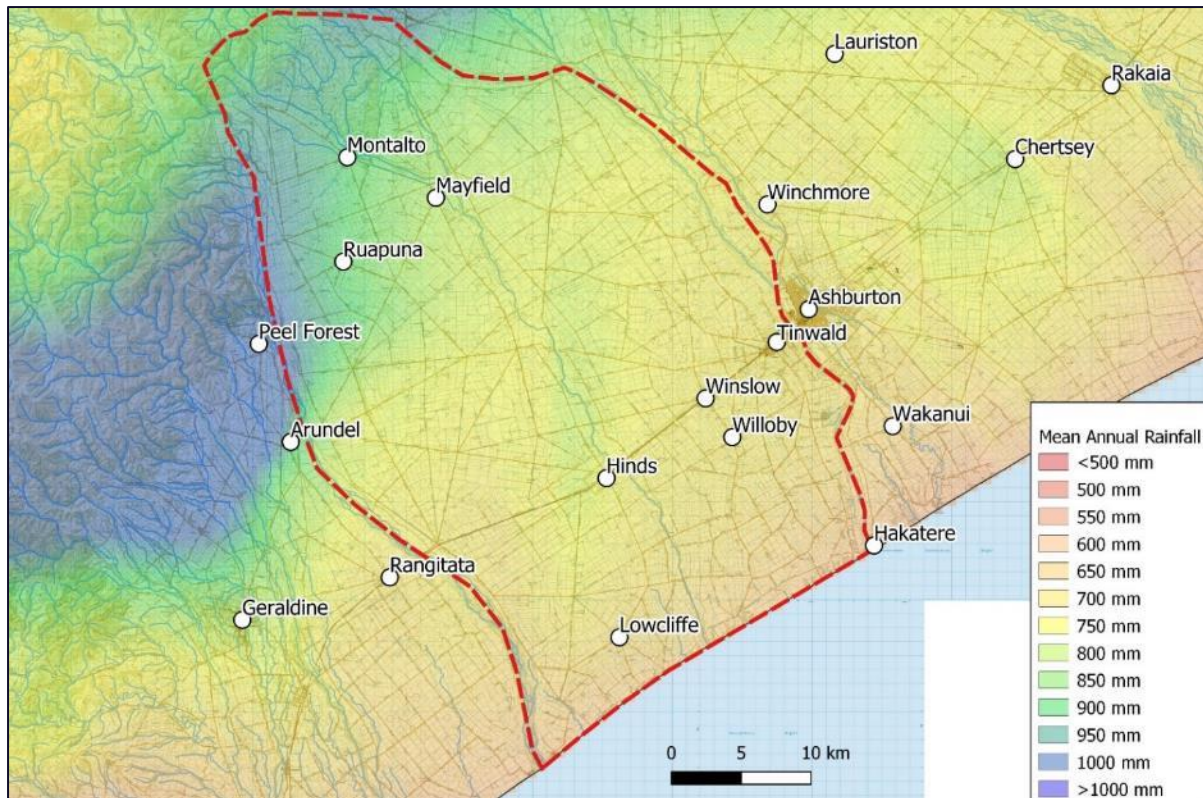 Lauriston
Rakaia
Montalto
Chertsey
Mayfield
Winchmore
Ruapuna
Ashburton
Peel Forest
Tinwald
Winslow
Wakanui
Arundel
Willoby
Hinds
Hakatere
Rangitata
Geraldine
Lowcliffe
0 5 10 km
Mean Annual Rainfall
<500 mm
500 mm
550 mm
600 mm
650 mm
700 mm
750 mm
800 mm
850 mm
900 mm
950 mm
1000 mm
>1000 mm